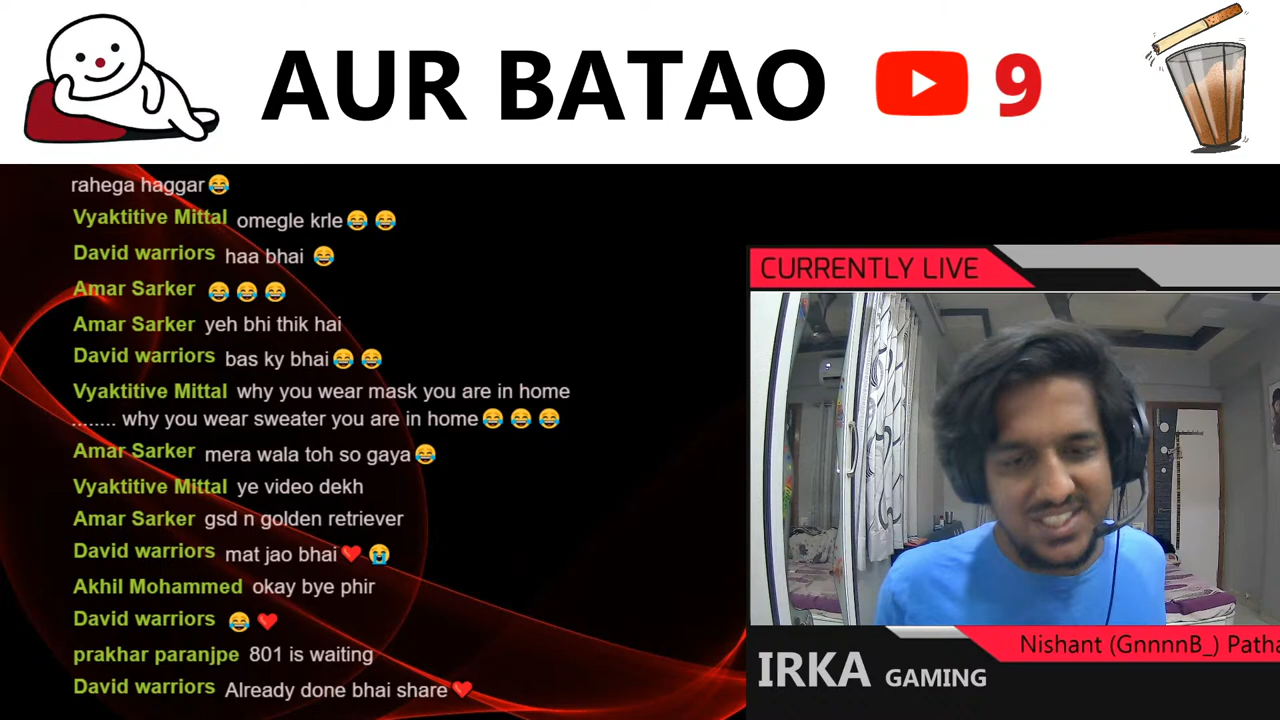 AUR BATAO 9
rahega haggar😂
Vyaktitive Mittal omegle krle😂 😂
David warriors haa bhai 😂
Amar Sarker 😂 😂 😂
Amar Sarker yeh bhi thik hai
David warriors bas ky bhai😂 😂
Vyaktitive Mittal why you wear mask you are in home
........ why you wear sweater you are in home😂 😂 😂
Amar Sarker mera wala toh so gaya😂
Vyaktitive Mittal ye video dekh
Amar Sarker gsd n golden retriever
David warriors mat jao bhai❤️ 😭
Akhil Mohammed okay bye phir
David warriors 😂 ❤️
prakhar paranjpe 801 is waiting
David warriors Already done bhai share❤️
CURRENTLY LIVE
Nishant (GnnnnB_) Patha
IRKA GAMING